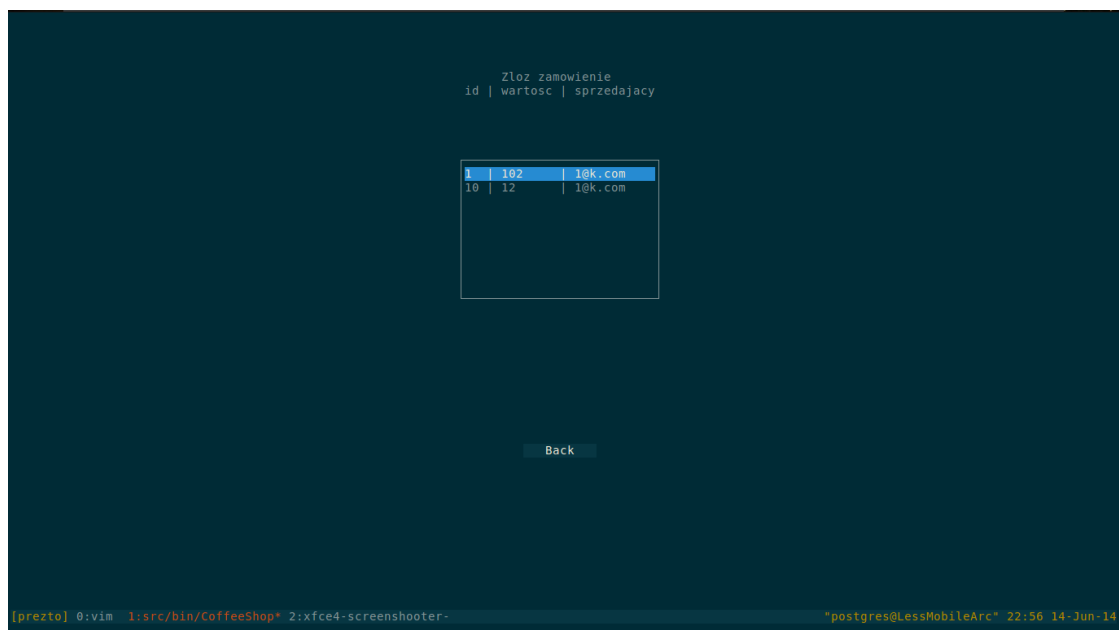 Zloz zamowienie
id | wartosc | sprzedajacy
1  | 102     | 1@k.com
10 | 12      | 1@k.com
Back
[prezto] 0:vim  1:src/bin/CoffeeShop* 2:xfce4-screenshooter- "postgres@LessMobileArc" 22:56 14-Jun-14